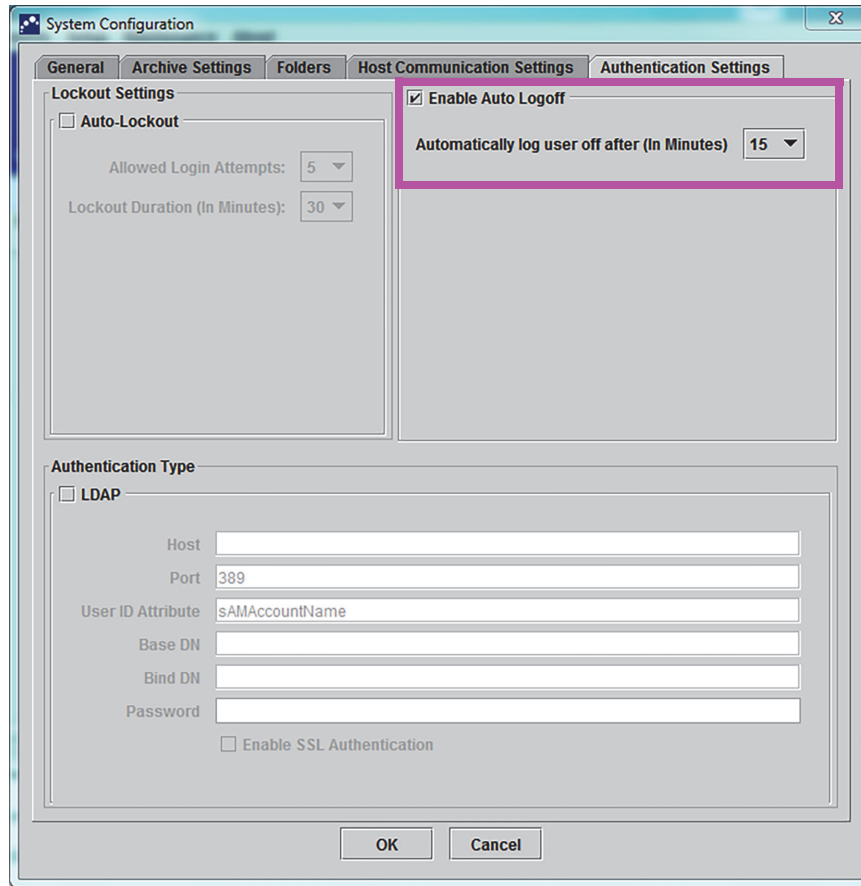 System Configuration
General Archive Settings Folders Host Communication Settings Authentication Settings
Lockout Settings
Auto-Lockout
Allowed Login Attempts: 5
Lockout Duration (In Minutes): 30
Enable Auto Logoff
Automatically log user off after (In Minutes) 15
Authentication Type
LDAP
Host
Port 389
User ID Attribute sAMAccountName
Base DN
Bind DN
Password
Enable SSL Authentication
OK Cancel